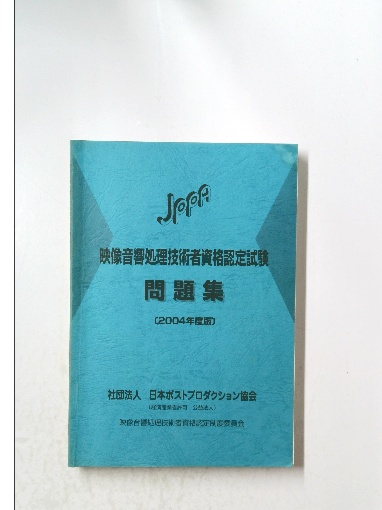 JPPA
映像音響処理技術者資格認定試験
問題集
(2004年度版)
社団法人 日本ポストプロダクション協会
映像音響処理技術者資格認定制度委員会